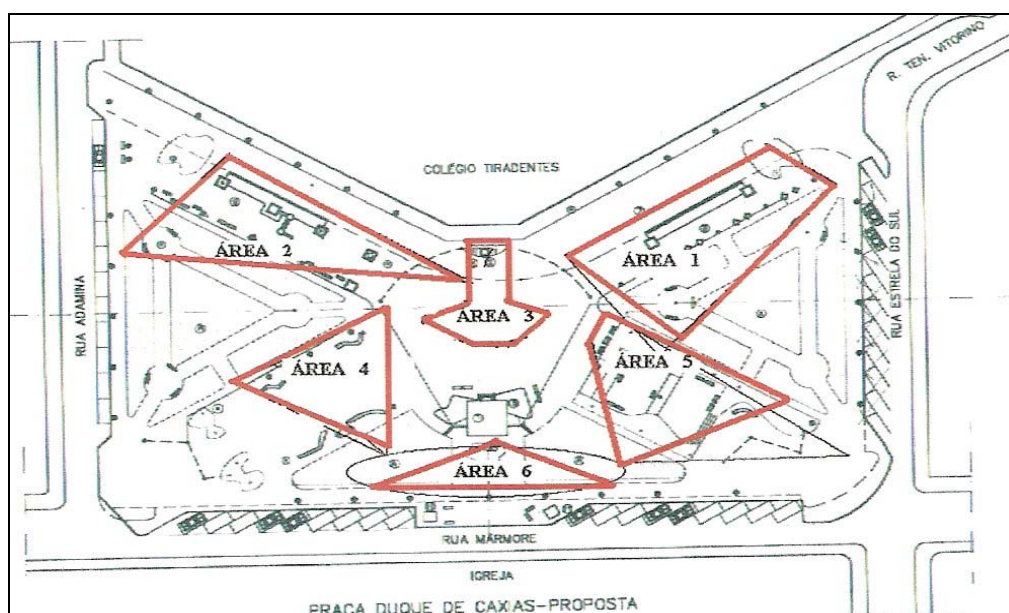 R. TEN. VITORINO
COLÉGIO TIRADENTES
ÁREA 2
ÁREA 1
RUA ADAMINA
RUA ESTRELA DO SUL
ÁREA 3
ÁREA 4
ÁREA 5
ÁREA 6
RUA MÁRMORE
IGREJA
PRAÇA DUQUE DE CAXIAS-PROPOSTA